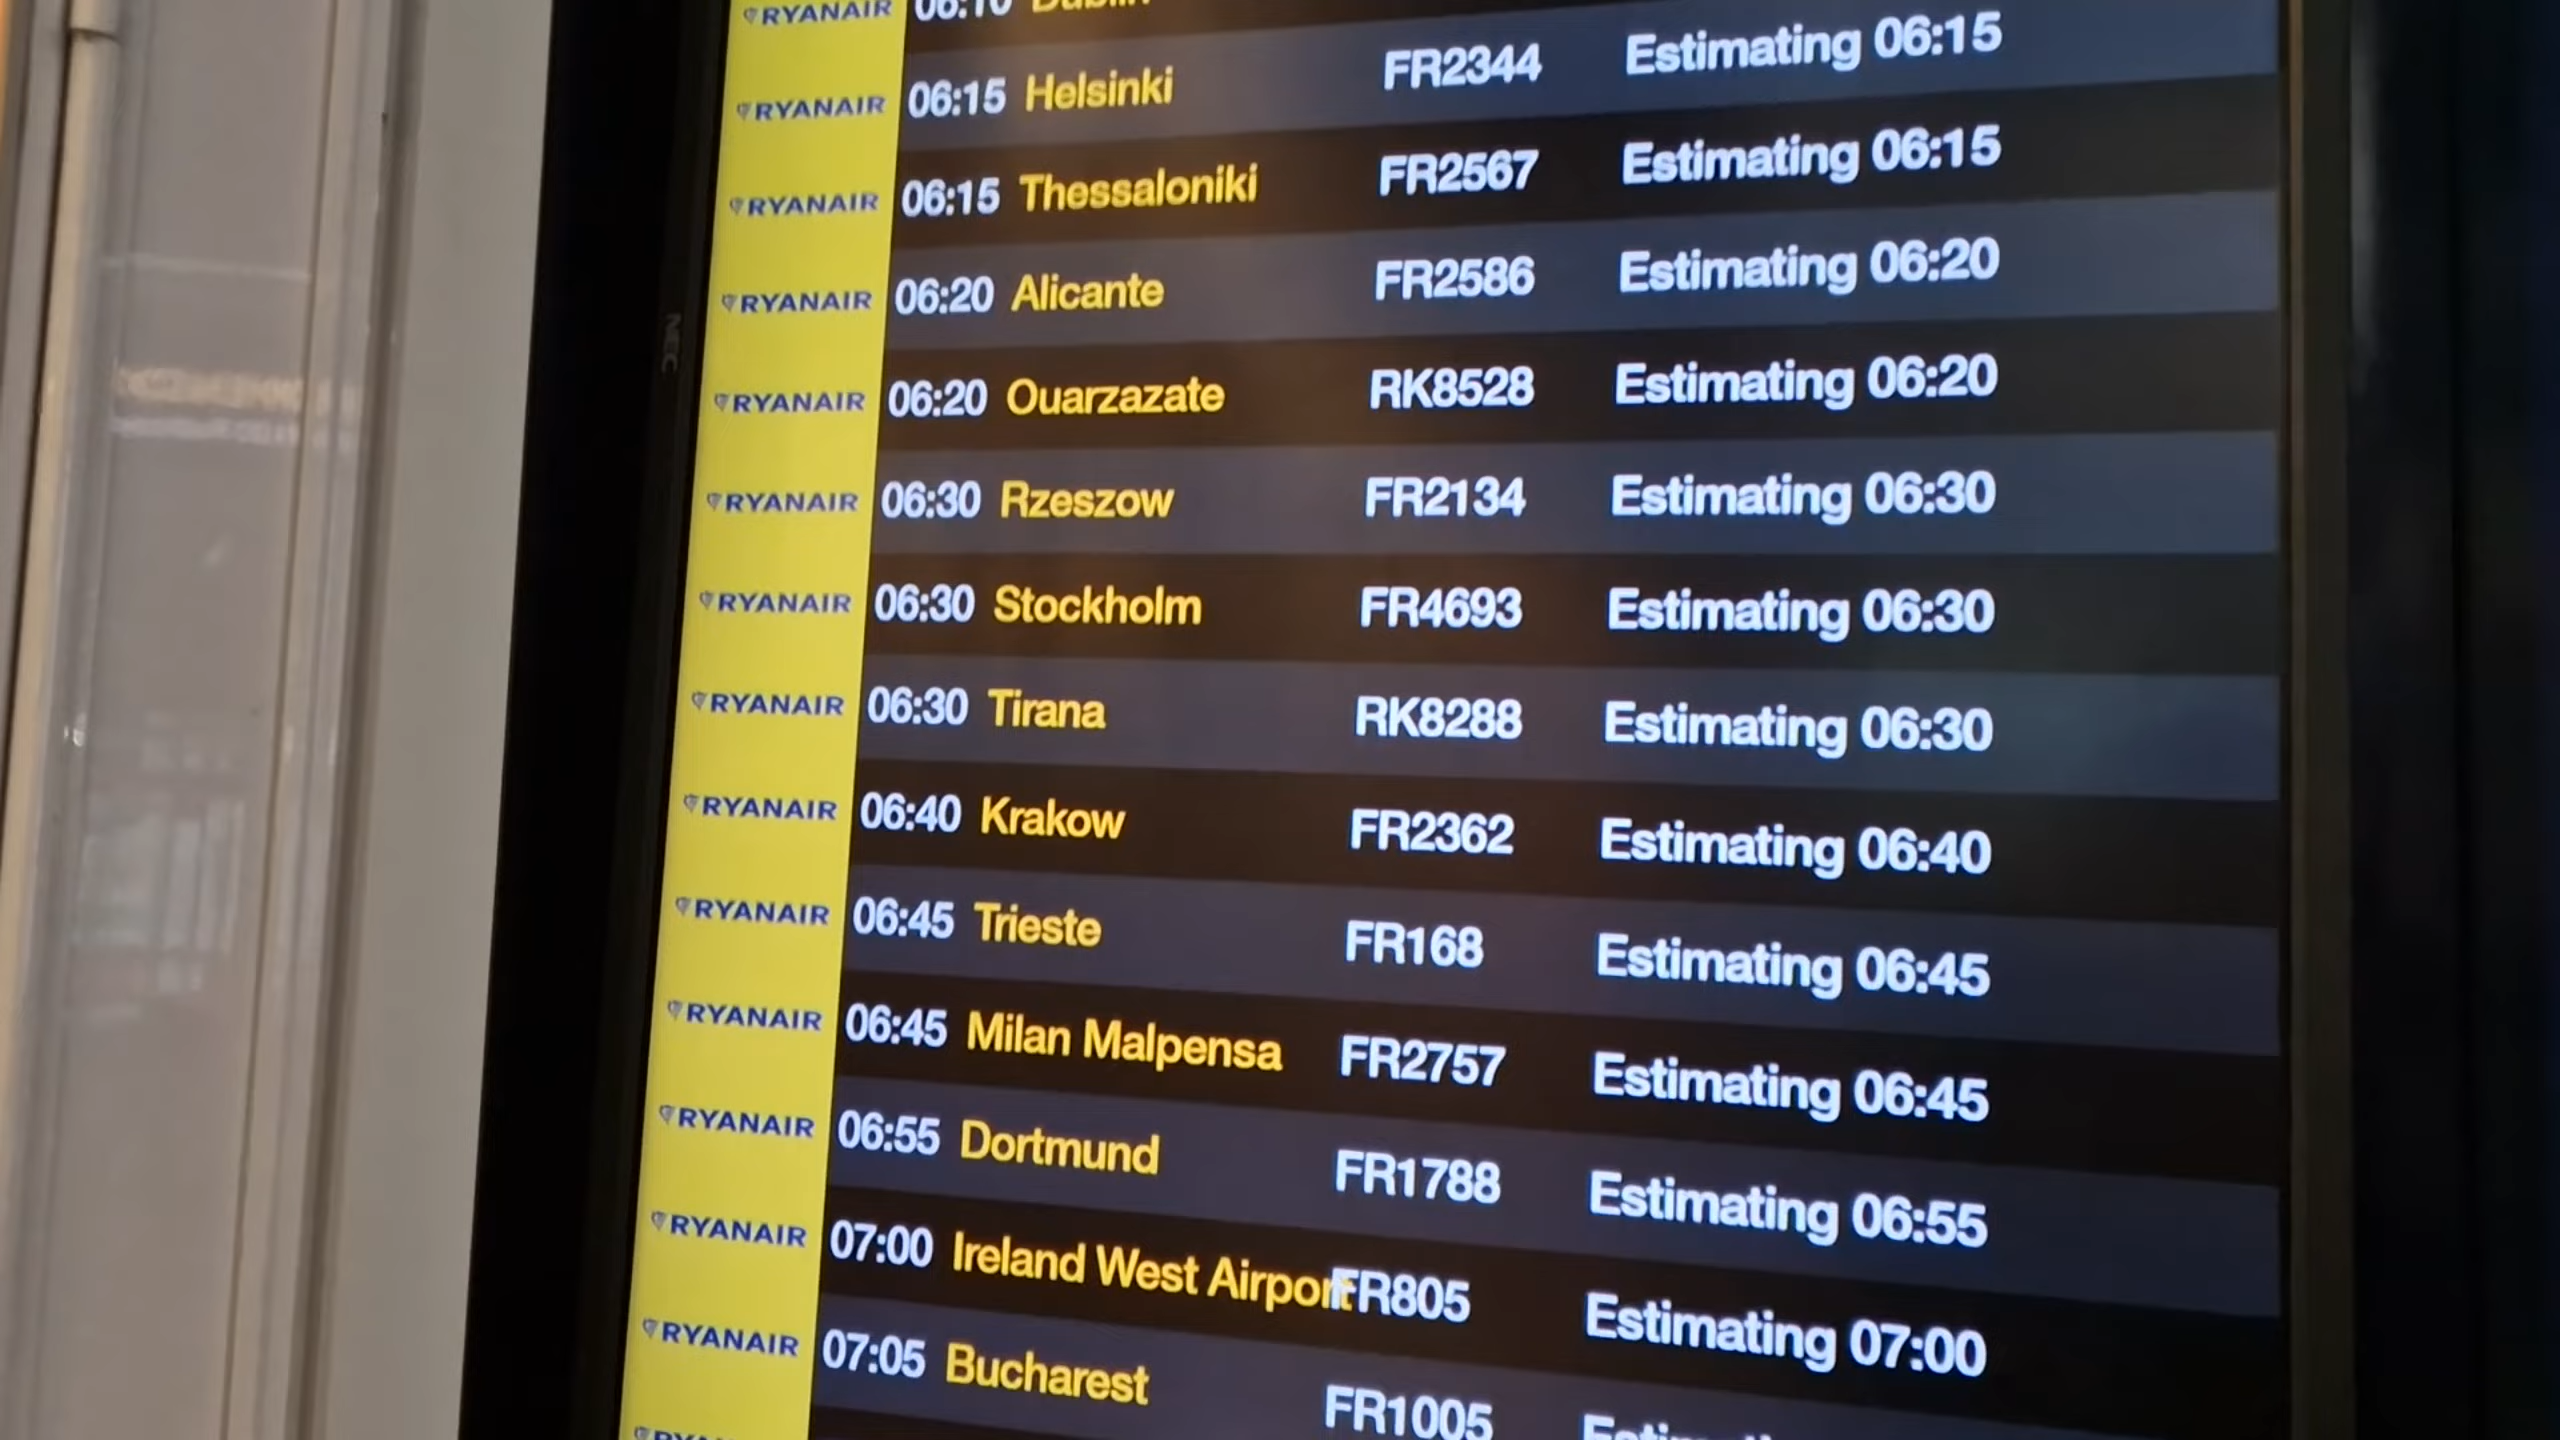 RYANAIR 06:10 Dublin
RYANAIR 06:15 Helsinki FR2344 Estimating 06:15
RYANAIR 06:15 Thessaloniki FR2567 Estimating 06:15
RYANAIR 06:20 Alicante FR2586 Estimating 06:20
RYANAIR 06:20 Ouarzazate RK8528 Estimating 06:20
RYANAIR 06:30 Rzeszow FR2134 Estimating 06:30
RYANAIR 06:30 Stockholm FR4693 Estimating 06:30
RYANAIR 06:30 Tirana RK8288 Estimating 06:30
RYANAIR 06:40 Krakow FR2362 Estimating 06:40
RYANAIR 06:45 Trieste FR168 Estimating 06:45
RYANAIR 06:45 Milan Malpensa FR2757 Estimating 06:45
RYANAIR 06:55 Dortmund FR1788 Estimating 06:55
RYANAIR 07:00 Ireland West Airport FR805 Estimating 07:00
RYANAIR 07:05 Bucharest FR1005
NEC